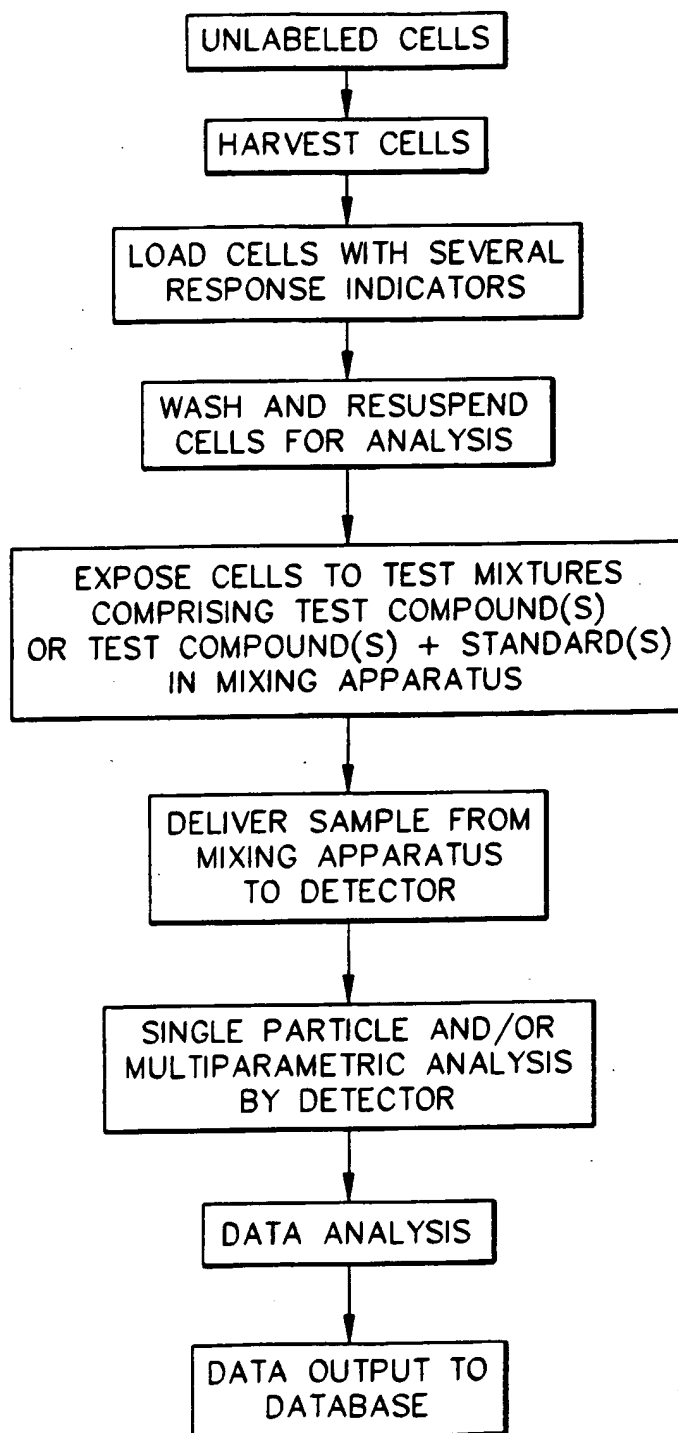 UNLABELED CELLS
HARVEST CELLS
LOAD CELLS WITH SEVERAL
RESPONSE INDICATORS
WASH AND RESUSPEND
CELLS FOR ANALYSIS
EXPOSE CELLS TO TEST MIXTURES
COMPRISING TEST COMPOUND(S)
OR TEST COMPOUND(S) + STANDARD(S)
IN MIXING APPARATUS
DELIVER SAMPLE FROM
MIXING APPARATUS
TO DETECTOR
SINGLE PARTICLE AND/OR
MULTIPARAMETRIC ANALYSIS
BY DETECTOR
DATA ANALYSIS
DATA OUTPUT TO
DATABASE